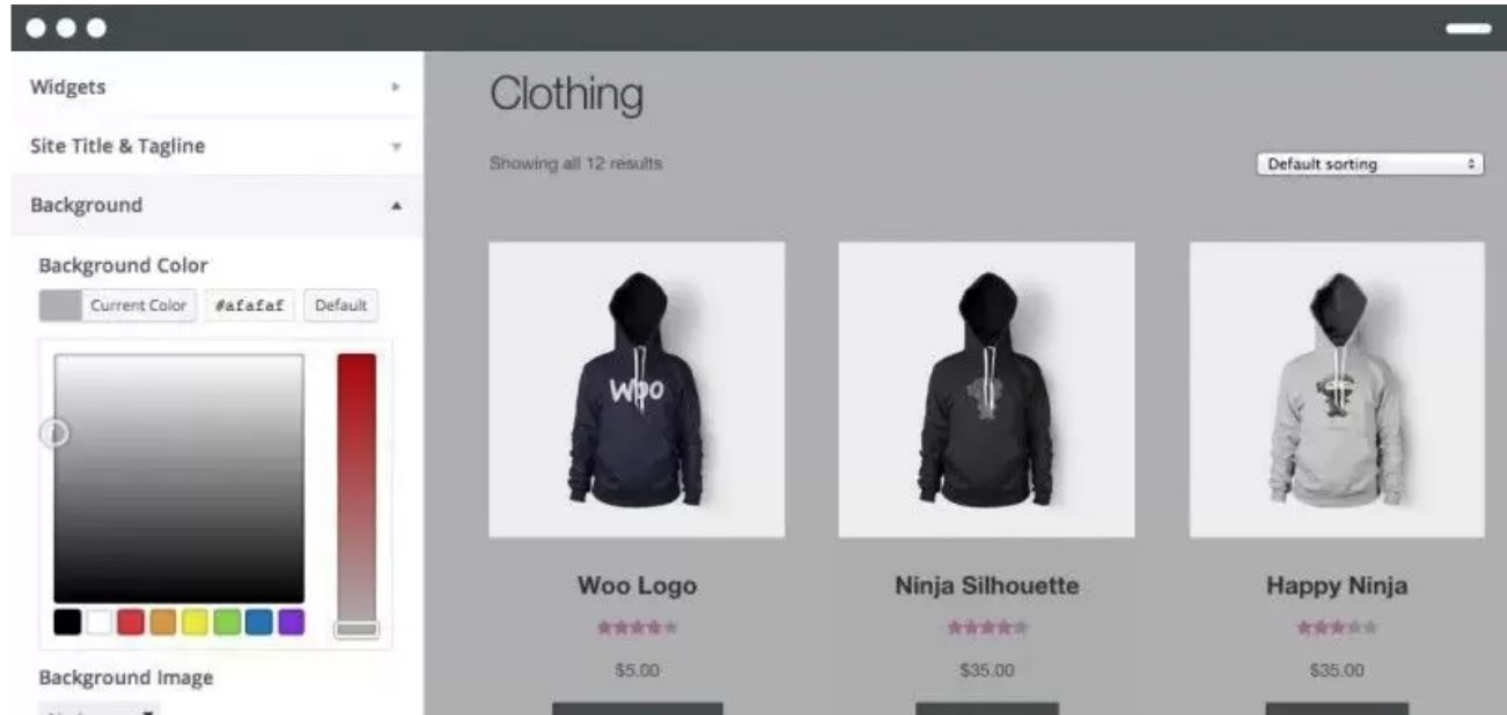 Widgets
Site Title & Tagline
Background
Background Color
Current Color #afafaf Default
Background Image
Clothing
Showing all 12 results
Default sorting
Woo
Woo Logo
$5.00
Ninja Silhouette
$35.00
Happy Ninja
$35.00